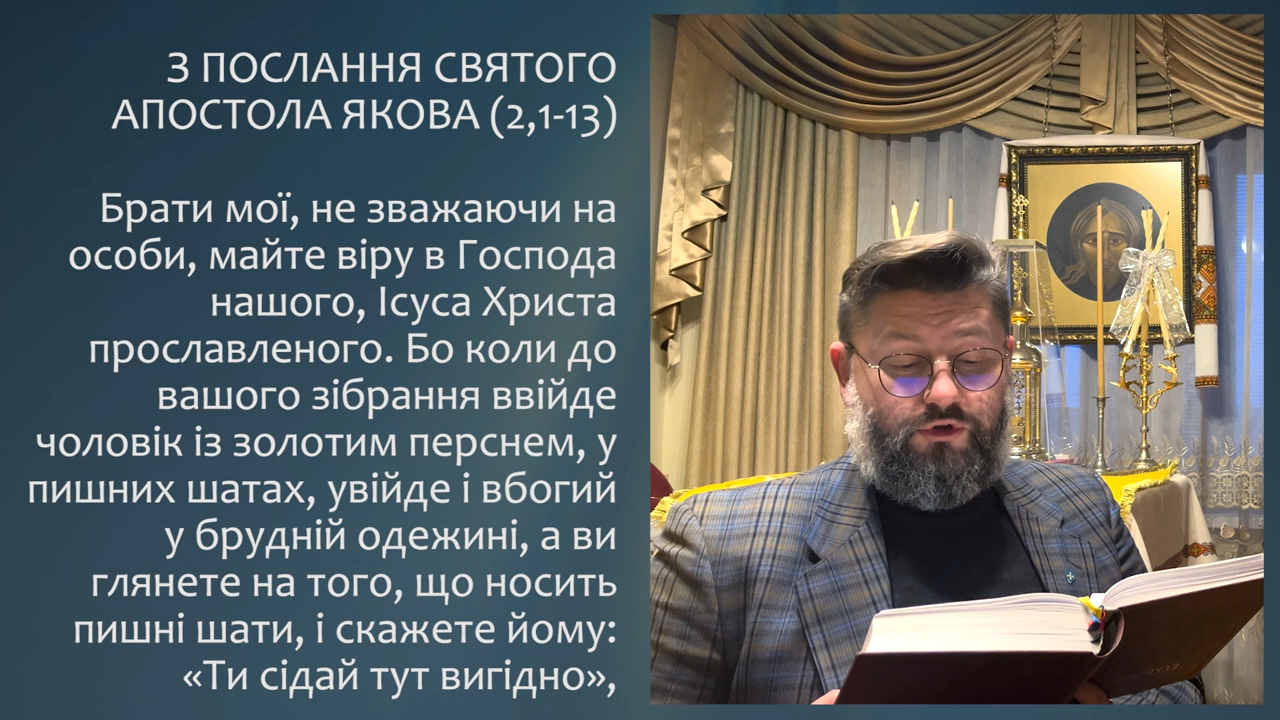 З ПОСЛАННЯ СВЯТОГО
АПОСТОЛА ЯКОВА (2,1-13)
Брати мої, не зважаючи на
особи, майте віру в Господа
нашого, Ісуса Христа
прославленого. Бо коли до
вашого зібрання ввійде
чоловік із золотим перснем, у
пишних шатах, увійде і вбогий
у брудній одежині, а ви
глянете на того, що носить
пишні шати, і скажете йому:
«Ти сідай тут вигідно»,